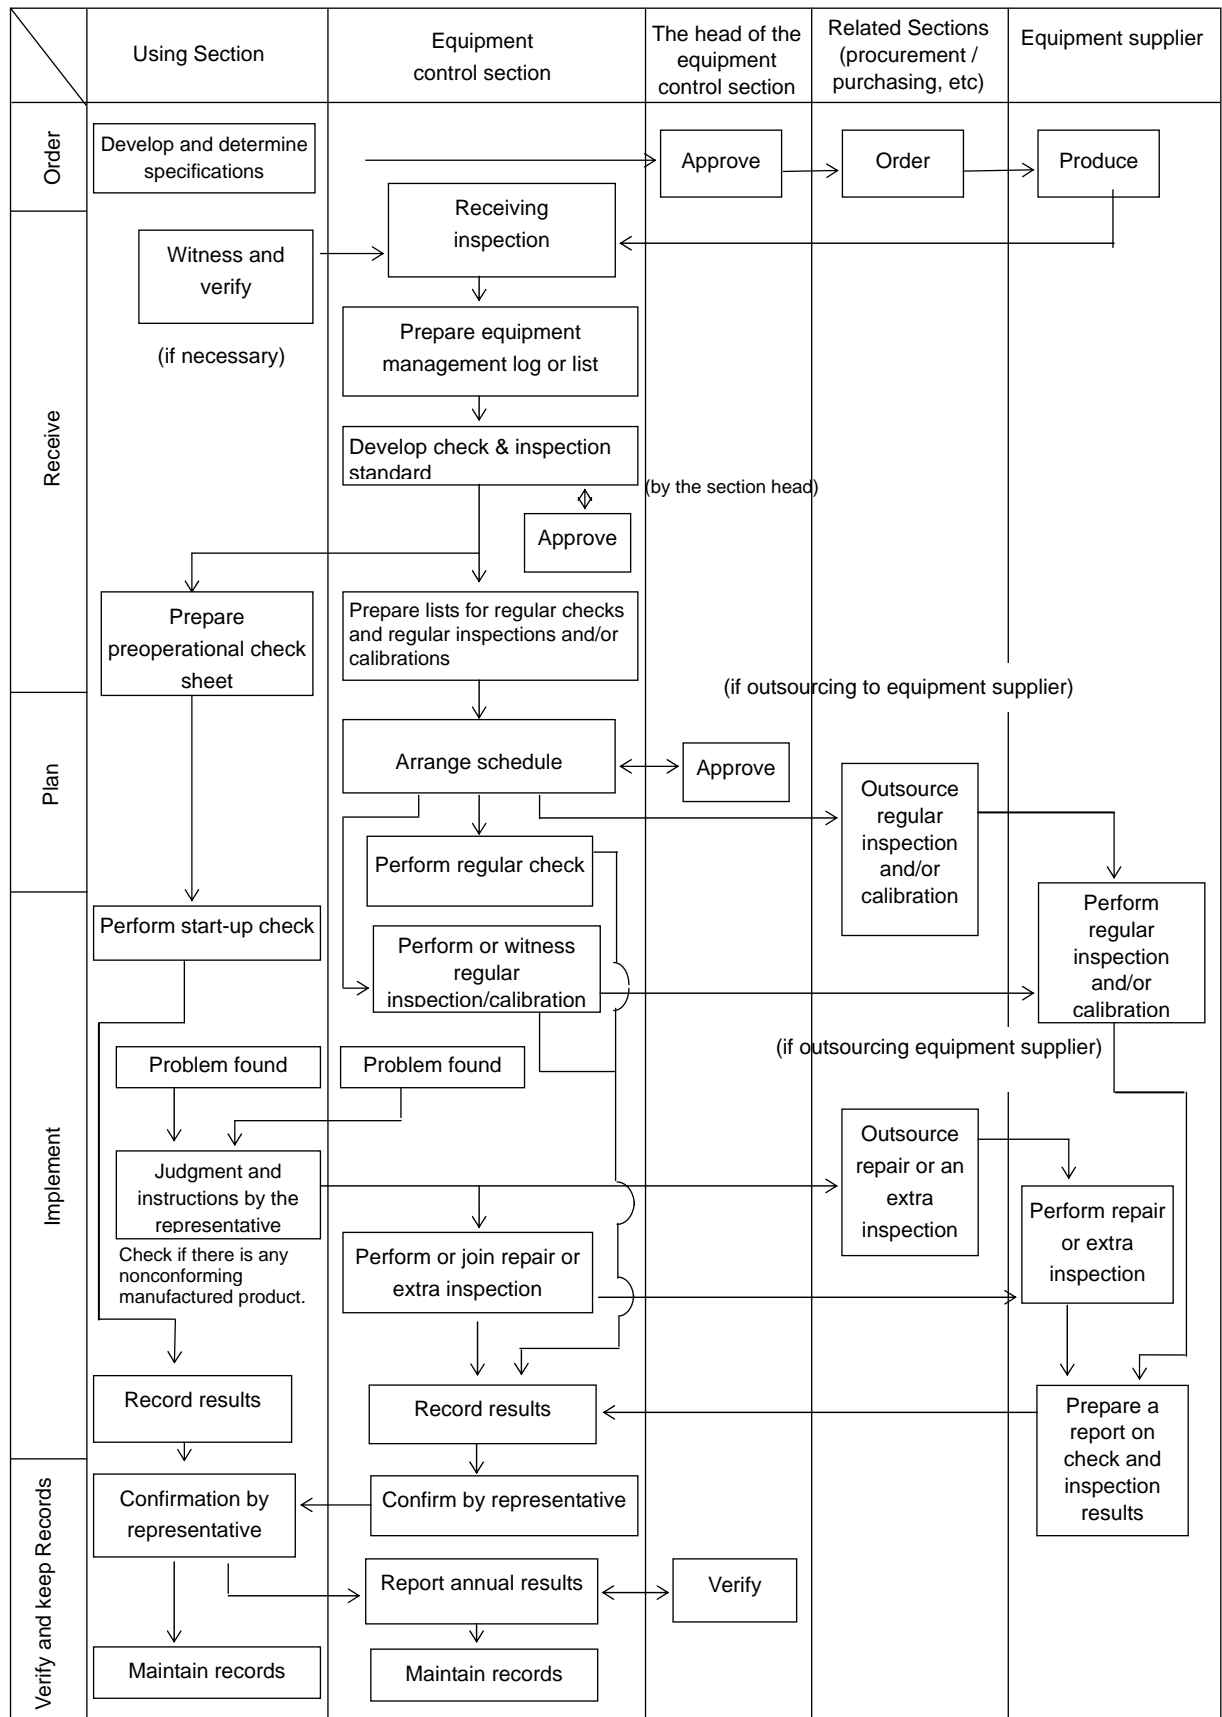 Using Section
Equipment
control section
The head of the
equipment
control section
Related Sections
(procurement /
purchasing, etc)
Equipment supplier
Order
Develop and determine
specifications
Approve
Order
Produce
Receive
Receiving
inspection
Witness and
verify
(if necessary)
Prepare equipment
management log or list
Develop check & inspection
standard
(by the section head)
Approve
Prepare
preoperational check
sheet
Prepare lists for regular checks
and regular inspections and/or
calibrations
(if outsourcing to equipment supplier)
Plan
Arrange schedule
Approve
Outsource
regular
inspection
and/or
calibration
Perform regular check
Implement
Perform start-up check
Perform or witness
regular
inspection/calibration
Perform
regular
inspection
and/or
calibration
(if outsourcing equipment supplier)
Problem found
Problem found
Judgment and
instructions by the
representative
Check if there is any
nonconforming
manufactured product.
Outsource
repair or an
extra
inspection
Perform or join repair or
extra inspection
Perform repair
or extra
inspection
Record results
Record results
Prepare a
report on
check and
inspection
results
Verify and keep Records
Confirmation by
representative
Confirm by representative
Report annual results
Verify
Maintain records
Maintain records